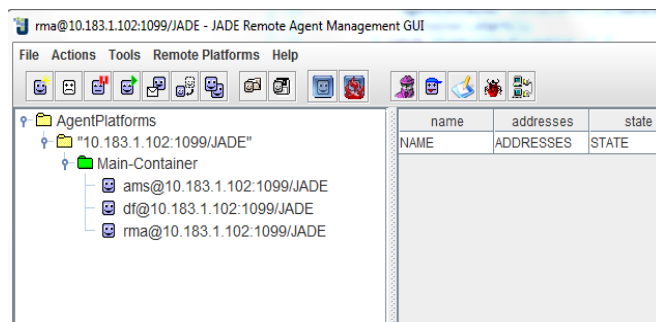 rma@10.183.1.102:1099/JADE - JADE Remote Agent Management GUI
File Actions Tools Remote Platforms Help
AgentPlatforms
"10.183.1.102:1099/JADE"
Main-Container
ams@10.183.1.102:1099/JADE
df@10.183.1.102:1099/JADE
rma@10.183.1.102:1099/JADE
name addresses state
NAME ADDRESSES STATE